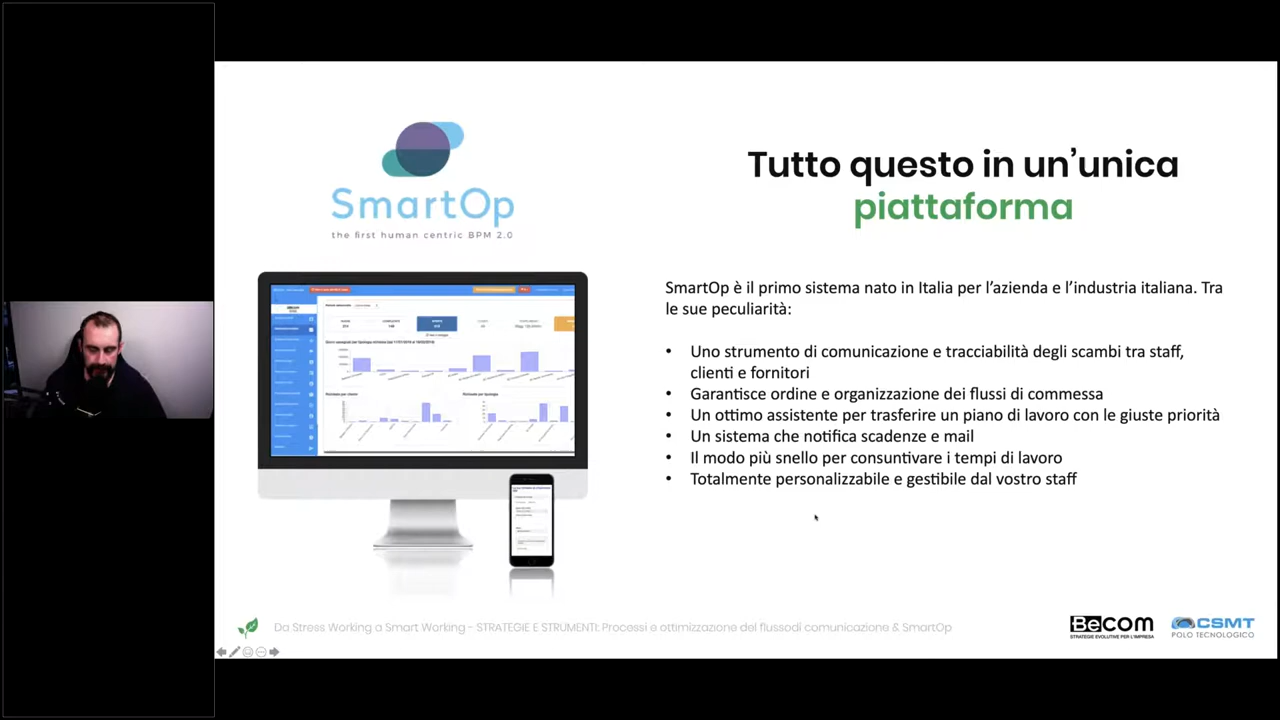 SmartOp
the first human centric BPM 2.0
Tutto questo in un’unica
piattaforma
SmartOp è il primo sistema nato in Italia per l’azienda e l’industria italiana. Tra
le sue peculiarità:
• Uno strumento di comunicazione e tracciabilità degli scambi tra staff,
clienti e fornitori
• Garantisce ordine e organizzazione dei flussi di commessa
• Un ottimo assistente per trasferire un piano di lavoro con le giuste priorità
• Un sistema che notifica scadenze e mail
• Il modo più snello per consuntivare i tempi di lavoro
• Totalmente personalizzabile e gestibile dal vostro staff
Da Stress Working a Smart Working - STRATEGIE E STRUMENTI: Processi e ottimizzazione del flussodi comunicazione & SmartOp
BeCOM
STRATEGIE EVOLUTIVE PER L'IMPRESA
CSMT
POLO TECNOLOGICO